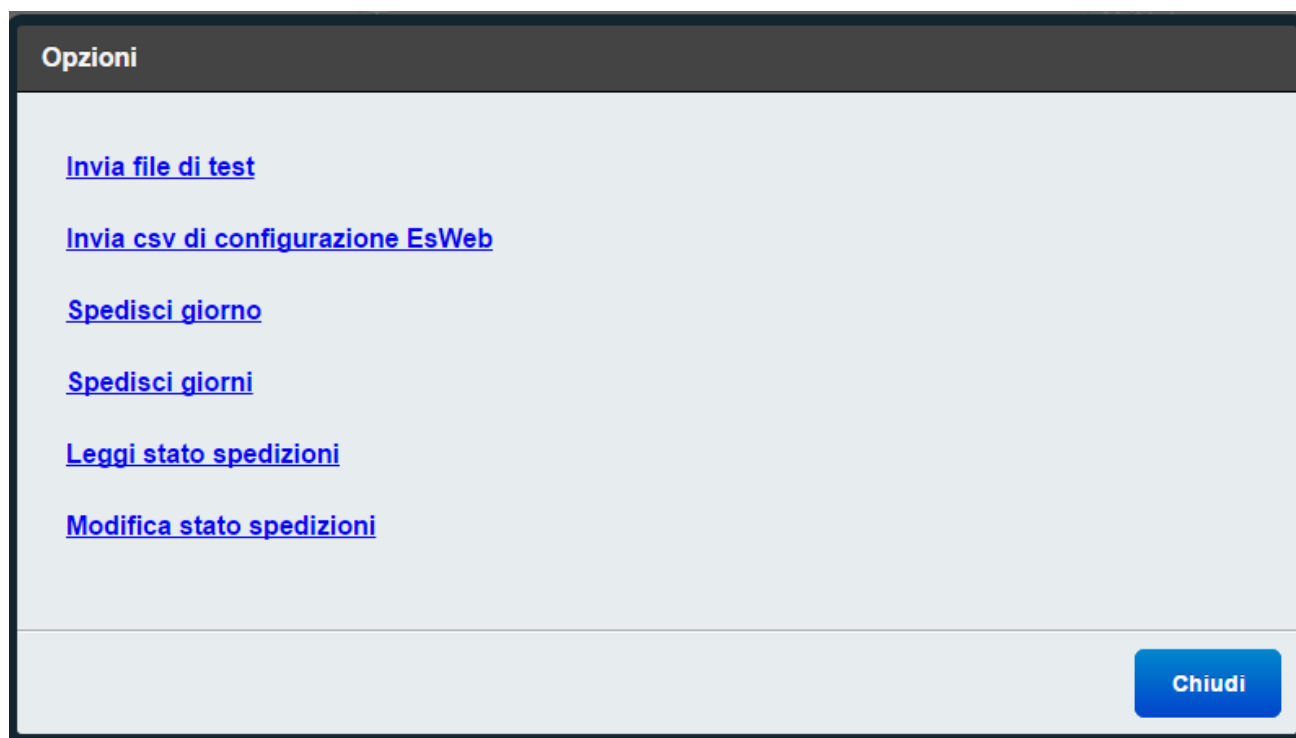 Opzioni
Invia file di test
Invia csv di configurazione EsWeb
Spedisci giorno
Spedisci giorni
Leggi stato spedizioni
Modifica stato spedizioni
Chiudi